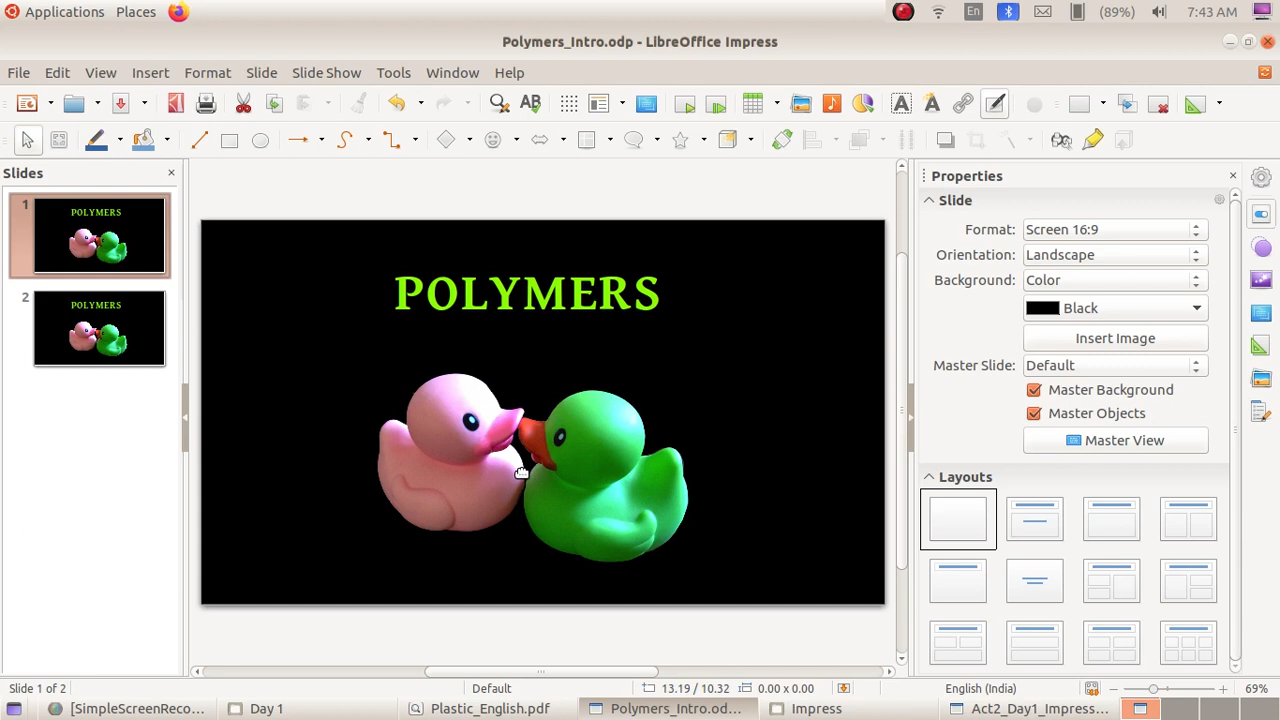 Applications Places En (89%) 7:43 AM
Polymers_Intro.odp - LibreOffice Impress
File Edit View Insert Format Slide Slide Show Tools Window Help
Slides
Properties
1
POLYMERS
2
POLYMERS
POLYMERS
Slide
Format: Screen 16:9
Orientation: Landscape
Background: Color
Black
Insert Image
Master Slide: Default
Master Background
Master Objects
Master View
Layouts
Slide 1 of 2 Default 13.19 / 10.32 0.00 x 0.00 English (India) 69%
[SimpleScreenReco... Day 1 Plastic_English.pdf Polymers_Intro.od... Impress Act2_Day1_Impress...